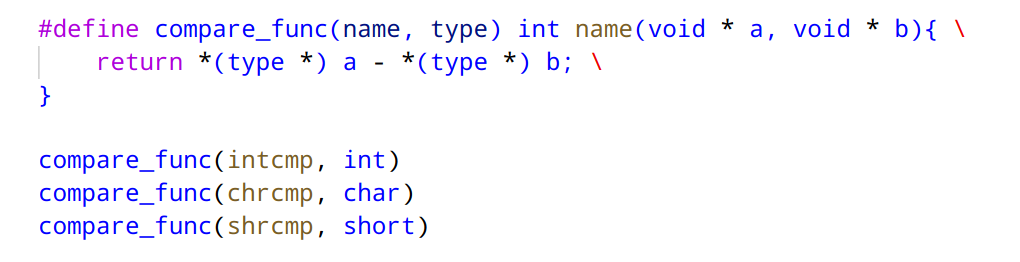 #define compare_func(name, type) int name(void * a, void * b){ \
    return *(type *) a - *(type *) b; \
}

compare_func(intcmp, int)
compare_func(chrcmp, char)
compare_func(shrcmp, short)